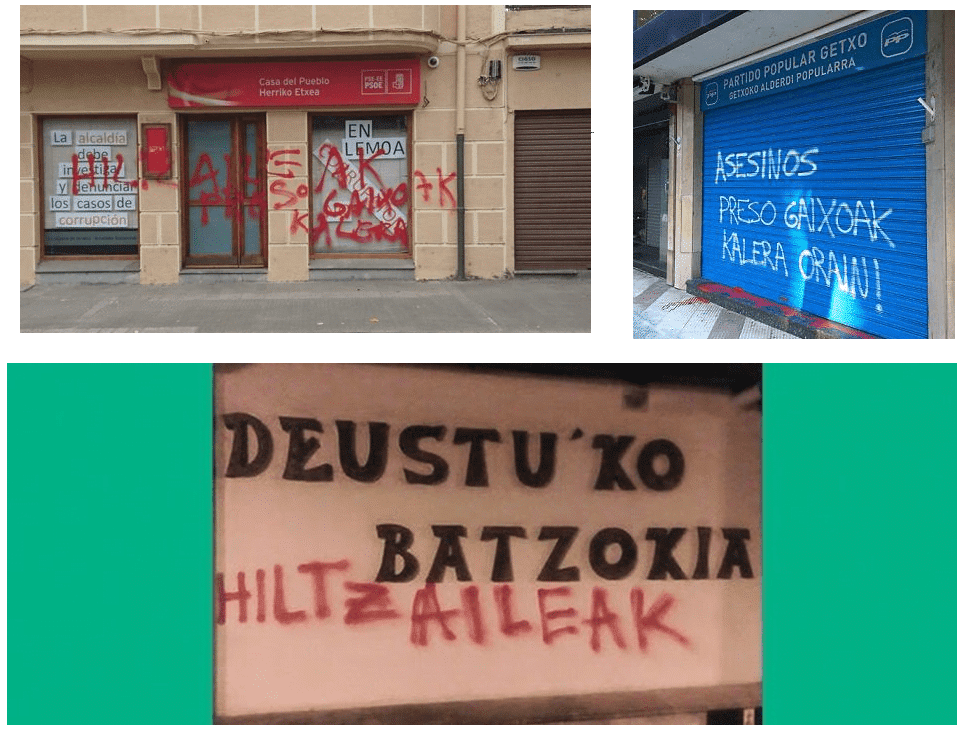 Casa del Pueblo
Herriko Etxea
PSE-EE
PSOE
La alcaldía
debe
investigar
y denunciar
los casos de
corrupción
EN
LEMOA
GAIXO
KALERA
PARTIDO POPULAR GETXO
GETXOKO ALDERDI POPULARRA
PP
ASESINOS
PRESO GAIXOAK
KALERA ORAIN!
DEUSTU'KO
BATZOKIA
HILTZAILEAK